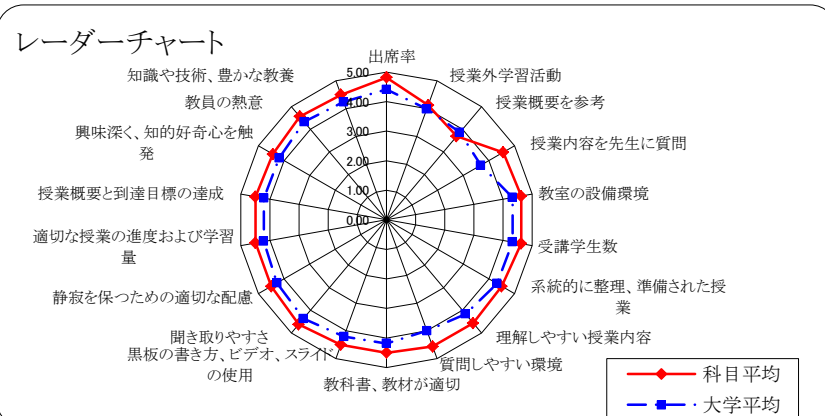 レーダーチャート
出席率
授業外学習活動
授業概要を参考
授業内容を先生に質問
教室の設備環境
受講学生数
系統的に整理、準備された授
業
理解しやすい授業内容
質問しやすい環境
教科書、教材が適切
黒板の書き方、ビデオ、スライド
の使用
聞き取りやすさ
静寂を保つための適切な配慮
適切な授業の進度および学習
量
授業概要と到達目標の達成
興味深く、知的好奇心を触
発
教員の熱意
知識や技術、豊かな教養
5.00
4.00
3.00
2.00
1.00
0.00
科目平均
大学平均